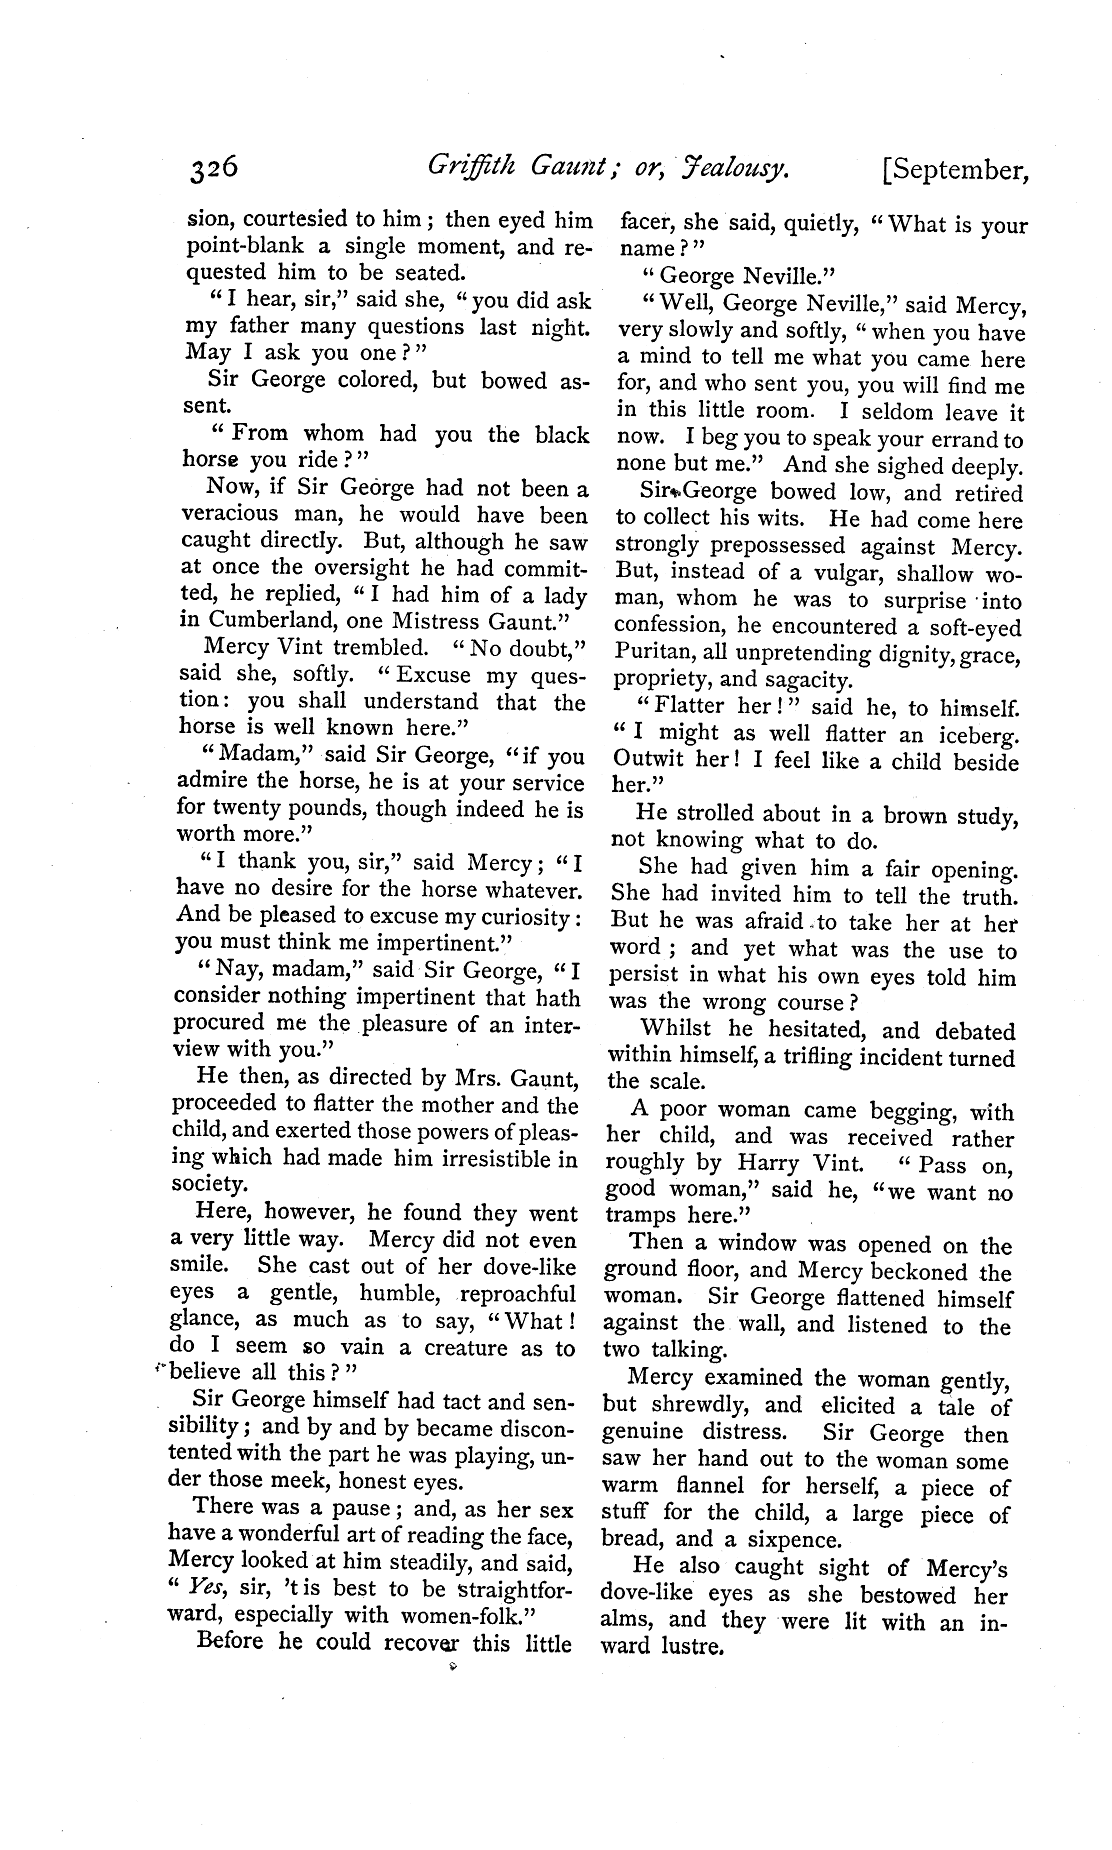 326 Griffith Gaunt; or, Jealousy. [September,
sion, courtesied to him; then eyed him
point-blank a single moment, and re-
quested him to be seated.
"I hear, sir," said she, "you did ask
my father many questions last night.
May I ask you one?"
Sir George colored, but bowed as-
sent.
"From whom had you the black
horse you ride?"
Now, if Sir George had not been a
veracious man, he would have been
caught directly. But, although he saw
at once the oversight he had commit-
ted, he replied, "I had him of a lady
in Cumberland, one Mistress Gaunt."
Mercy Vint trembled. "No doubt,"
said she, softly. "Excuse my ques-
tion: you shall understand that the
horse is well known here."
"Madam," said Sir George, "if you
admire the horse, he is at your service
for twenty pounds, though indeed he is
worth more."
"I thank you, sir," said Mercy; "I
have no desire for the horse whatever.
And be pleased to excuse my curiosity:
you must think me impertinent."
"Nay, madam," said Sir George, "I
consider nothing impertinent that hath
procured me the pleasure of an inter-
view with you."
He then, as directed by Mrs. Gaunt,
proceeded to flatter the mother and the
child, and exerted those powers of pleas-
ing which had made him irresistible in
society.
Here, however, he found they went
a very little way. Mercy did not even
smile. She cast out of her dove-like
eyes a gentle, humble, reproachful
glance, as much as to say, "What!
do I seem so vain a creature as to
believe all this?"
Sir George himself had tact and sen-
sibility; and by and by became discon-
tented with the part he was playing, un-
der those meek, honest eyes.
There was a pause; and, as her sex
have a wonderful art of reading the face,
Mercy looked at him steadily, and said,
"Yes, sir, 't is best to be straightfor-
ward, especially with women-folk."
Before he could recover this little
facer, she said, quietly, "What is your
name?"
"George Neville."
"Well, George Neville," said Mercy,
very slowly and softly, "when you have
a mind to tell me what you came here
for, and who sent you, you will find me
in this little room. I seldom leave it
now. I beg you to speak your errand to
none but me." And she sighed deeply.
Sir George bowed low, and retired
to collect his wits. He had come here
strongly prepossessed against Mercy.
But, instead of a vulgar, shallow wo-
man, whom he was to surprise into
confession, he encountered a soft-eyed
Puritan, all unpretending dignity, grace,
propriety, and sagacity.
"Flatter her!" said he, to himself.
"I might as well flatter an iceberg.
Outwit her! I feel like a child beside
her."
He strolled about in a brown study,
not knowing what to do.
She had given him a fair opening.
She had invited him to tell the truth.
But he was afraid to take her at her
word; and yet what was the use to
persist in what his own eyes told him
was the wrong course?
Whilst he hesitated, and debated
within himself, a trifling incident turned
the scale.
A poor woman came begging, with
her child, and was received rather
roughly by Harry Vint. "Pass on,
good woman," said he, "we want no
tramps here."
Then a window was opened on the
ground floor, and Mercy beckoned the
woman. Sir George flattened himself
against the wall, and listened to the
two talking.
Mercy examined the woman gently,
but shrewdly, and elicited a tale of
genuine distress. Sir George then
saw her hand out to the woman some
warm flannel for herself, a piece of
stuff for the child, a large piece of
bread, and a sixpence.
He also caught sight of Mercy's
dove-like eyes as she bestowed her
alms, and they were lit with an in-
ward lustre.